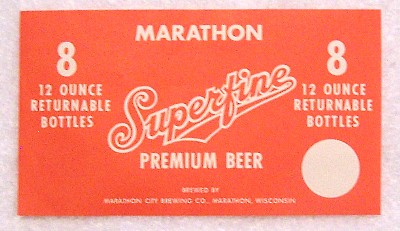 MARATHON
8
12 OUNCE
RETURNABLE
BOTTLES
Superfine
PREMIUM BEER
8
12 OUNCE
RETURNABLE
BOTTLES
BREWED BY
MARATHON CITY BREWING CO., MARATHON, WISCONSIN